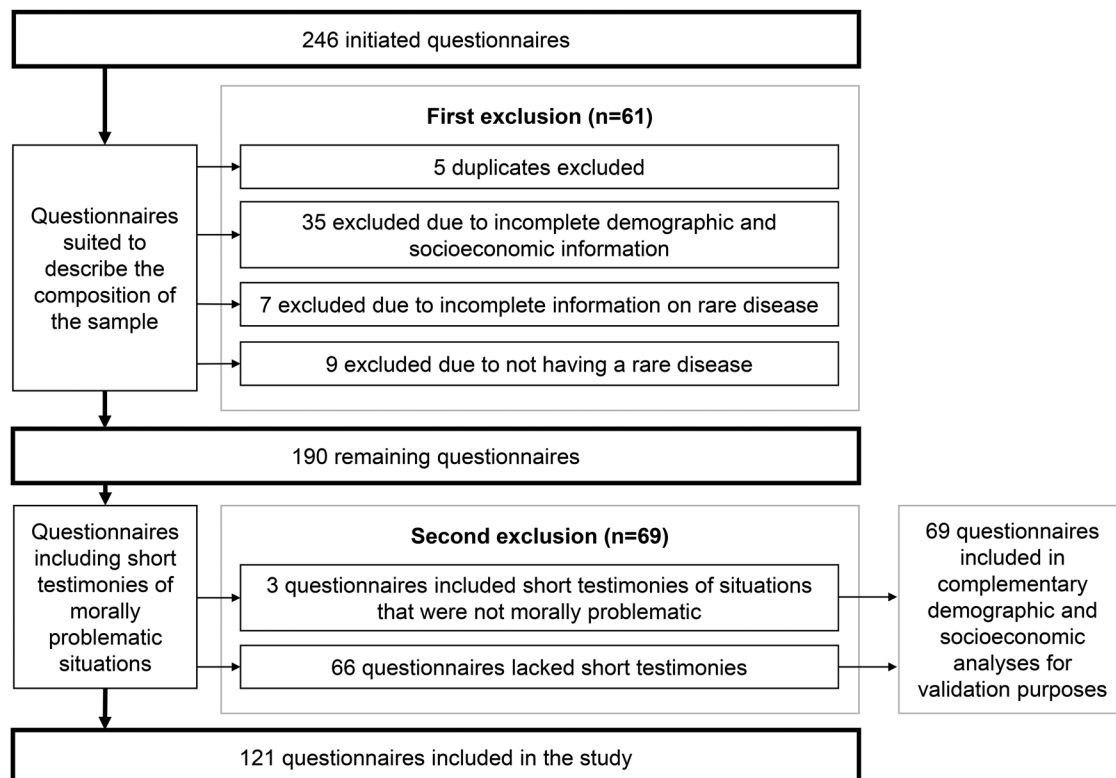 246 initiated questionnaires
First exclusion (n=61)
5 duplicates excluded
Questionnaires
suited to
describe the
composition of
the sample
35 excluded due to incomplete demographic and
socioeconomic information
7 excluded due to incomplete information on rare disease
9 excluded due to not having a rare disease
190 remaining questionnaires
Questionnaires
including short
testimonies of
morally
problematic
situations
Second exclusion (n=69)
3 questionnaires included short testimonies of situations
that were not morally problematic
66 questionnaires lacked short testimonies
69 questionnaires
included in
complementary
demographic and
socioeconomic
analyses for
validation purposes
121 questionnaires included in the study